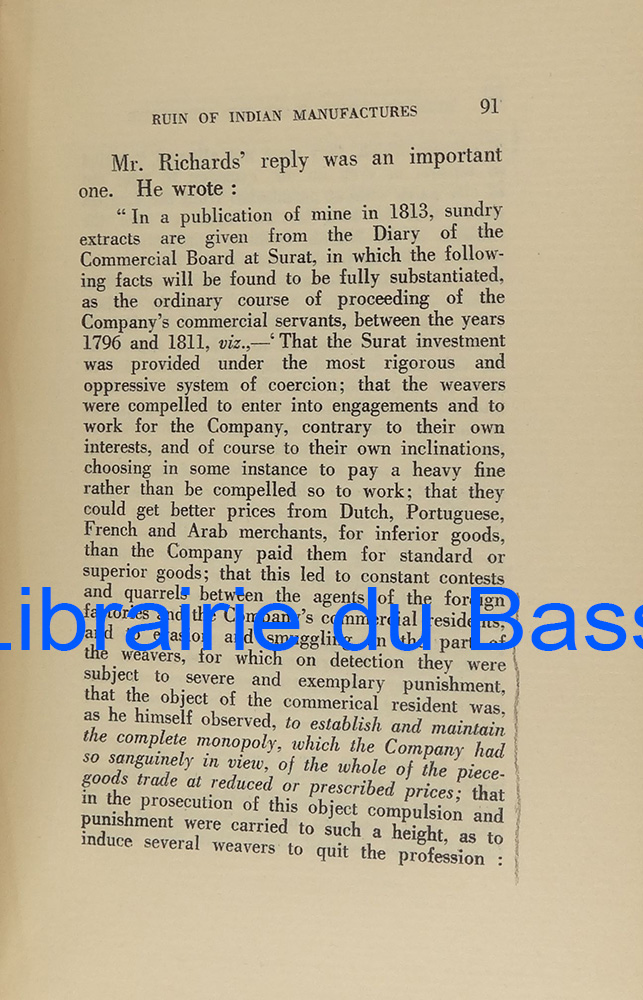 RUIN OF INDIAN MANUFACTURES 91
Mr. Richards’ reply was an important
one. He wrote :
“ In a publication of mine in 1813, sundry
extracts are given from the Diary of the
Commercial Board at Surat, in which the follow-
ing facts will be found to be fully substantiated,
as the ordinary course of proceeding of the
Company’s commercial servants, between the years
1796 and 1811, viz.,—‘ That the Surat investment
was provided under the most rigorous and
oppressive system of coercion; that the weavers
were compelled to enter into engagements and to
work for the Company, contrary to their own
interests, and of course to their own inclinations,
choosing in some instance to pay a heavy fine
rather than be compelled so to work; that they
could get better prices from Dutch, Portuguese,
French and Arab merchants, for inferior goods,
than the Company paid them for standard or
superior goods; that this led to constant contests
and quarrels between the agents of the foreign
factories and the Company’s commercial residents,
and to evasion and smuggling on the part of
the weavers, for which on detection they were
subject to severe and exemplary punishment,
that the object of the commerical resident was,
as he himself observed, to establish and maintain
the complete monopoly, which the Company had
so sanguinely in view, of the whole of the piece-
goods trade at reduced or prescribed prices; that
in the prosecution of this object compulsion and
punishment were carried to such a height, as to
induce several weavers to quit the profession :
Librairie du Bass